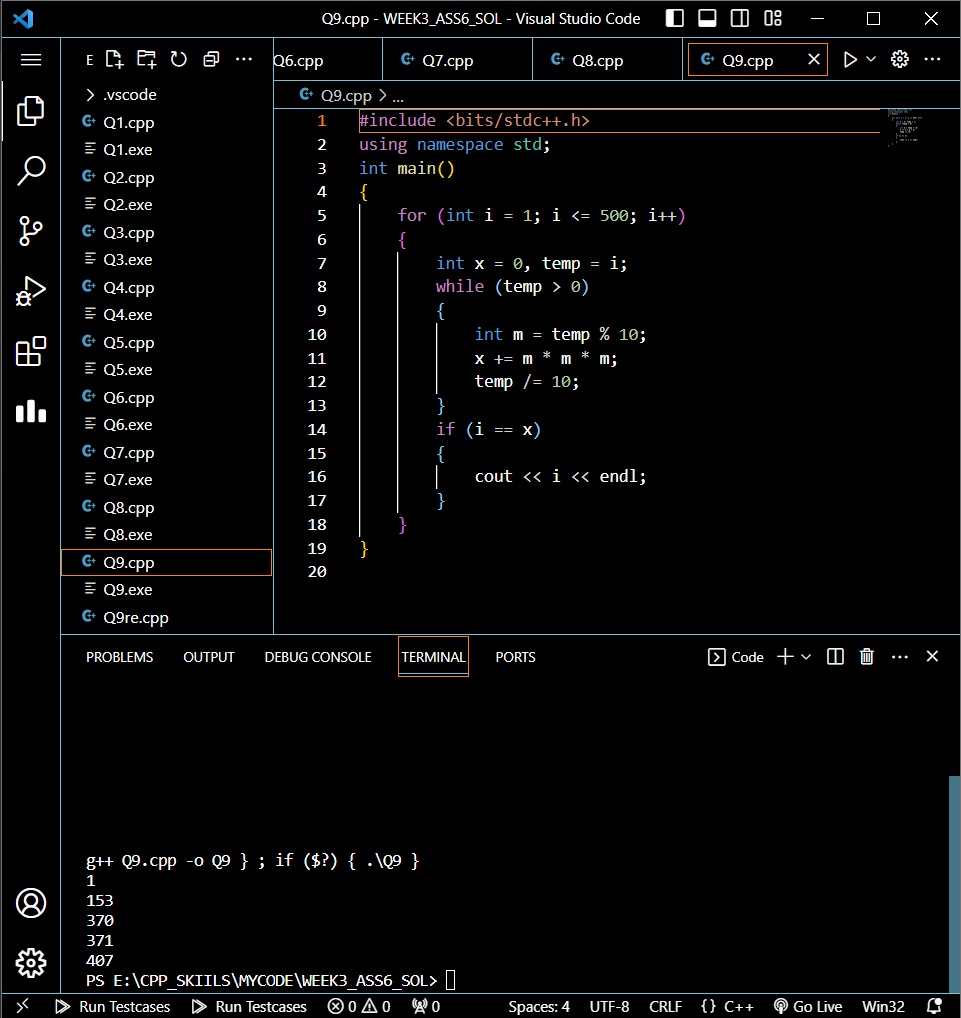 Q9.cpp - WEEK3_ASS6_SOL - Visual Studio Code
E
Q6.cpp
Q7.cpp
Q8.cpp
Q9.cpp
.vscode
Q1.cpp
Q1.exe
Q2.cpp
Q2.exe
Q3.cpp
Q3.exe
Q4.cpp
Q4.exe
Q5.cpp
Q5.exe
Q6.cpp
Q6.exe
Q7.cpp
Q7.exe
Q8.cpp
Q8.exe
Q9.cpp
Q9.exe
Q9re.cpp
Q9.cpp > ...
1 #include <bits/stdc++.h>
2 using namespace std;
3 int main()
4 {
5     for (int i = 1; i <= 500; i++)
6     {
7         int x = 0, temp = i;
8         while (temp > 0)
9         {
10             int m = temp % 10;
11             x += m * m * m;
12             temp /= 10;
13         }
14         if (i == x)
15         {
16             cout << i << endl;
17         }
18     }
19 }
20
PROBLEMS OUTPUT DEBUG CONSOLE TERMINAL PORTS
Code
g++ Q9.cpp -o Q9 } ; if ($?) { .\Q9 }
1
153
370
371
407
PS E:\CPP_SKIILS\MYCODE\WEEK3_ASS6_SOL>
Run Testcases Run Testcases 0 0 0 Spaces: 4 UTF-8 CRLF {} C++ Go Live Win32